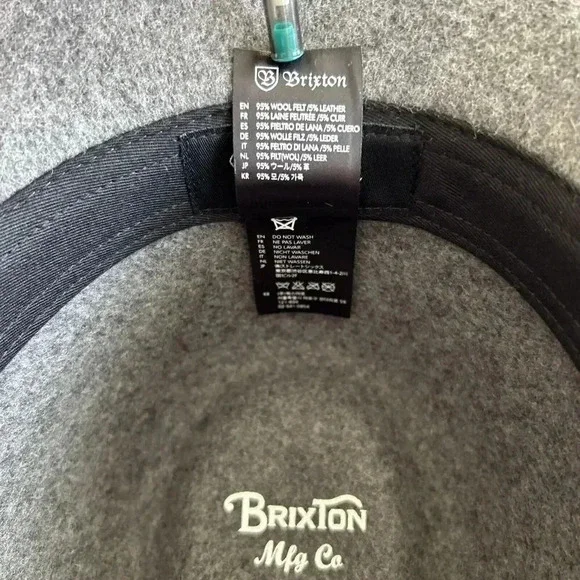 B Brixton
EN 95% WOOL FELT/5% LEATHER
FR 95% LAINE FEUTRÉE/5% CUIR
ES 95% FIELTRO DE LANA/5% CUERO
DE 95% WOLLE FILZ/5% LEDER
IT 95% FELTRO DI LANA/5% PELLE
NL 95% FILT(WOL)/5% LEER
JP 95% ウール/5% 革
KR 95% 모/5% 가죽
EN DO NOT WASH
FR NE PAS LAVER
ES NO LAVAR
DE NICHT WASCHEN
IT NON LAVARE
NL NIET WASSEN
JP
KR
BRIXTON
Mfg Co